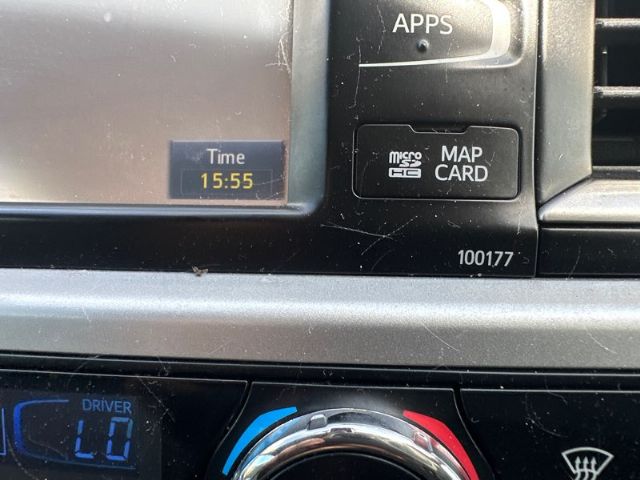 APPS
Time
15:55
micro
SD
HC
MAP
CARD
100177
DRIVER
LO